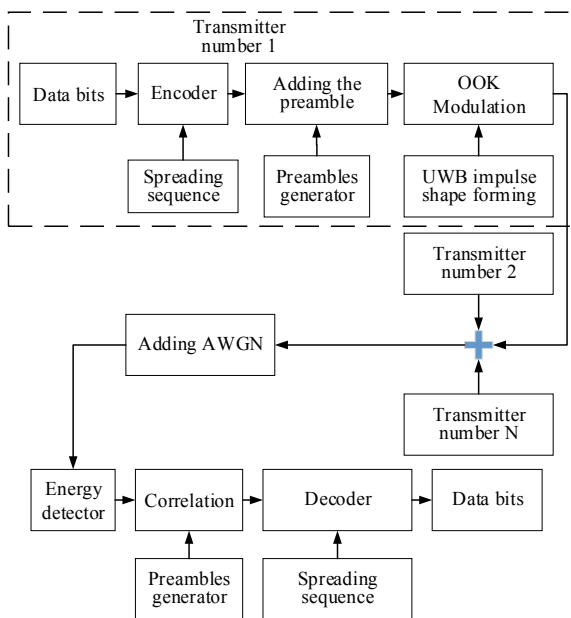 Transmitter
number 1
Data bits
Encoder
Adding the
preamble
OOK
Modulation
Spreading
sequence
Preambles
generator
UWB impulse
shape forming
Transmitter
number 2
Adding AWGN
Transmitter
number N
Energy
detector
Correlation
Decoder
Data bits
Preambles
generator
Spreading
sequence